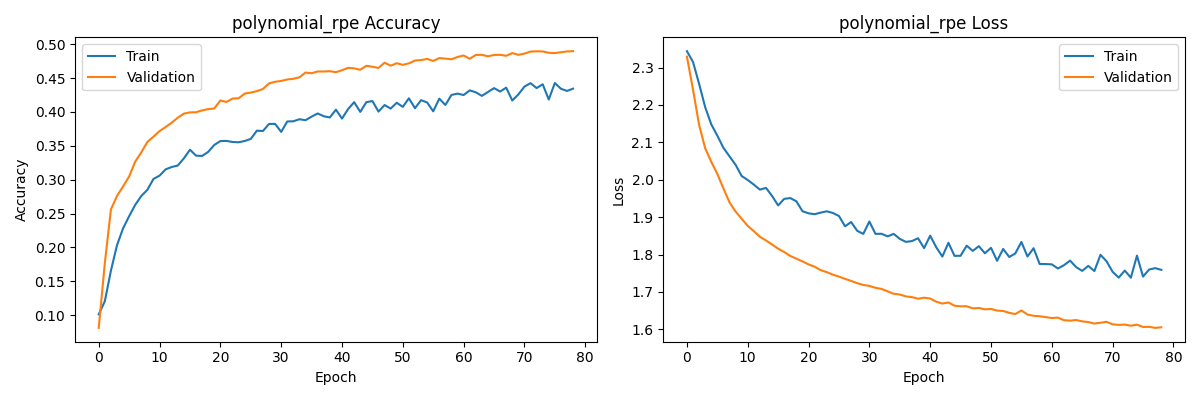 polynomial_rpe Accuracy
Train
Validation
Accuracy
0.50
0.45
0.40
0.35
0.30
0.25
0.20
0.15
0.10
0 10 20 30 40 50 60 70 80
Epoch
polynomial_rpe Loss
Train
Validation
Loss
2.3
2.2
2.1
2.0
1.9
1.8
1.7
1.6
0 10 20 30 40 50 60 70 80
Epoch